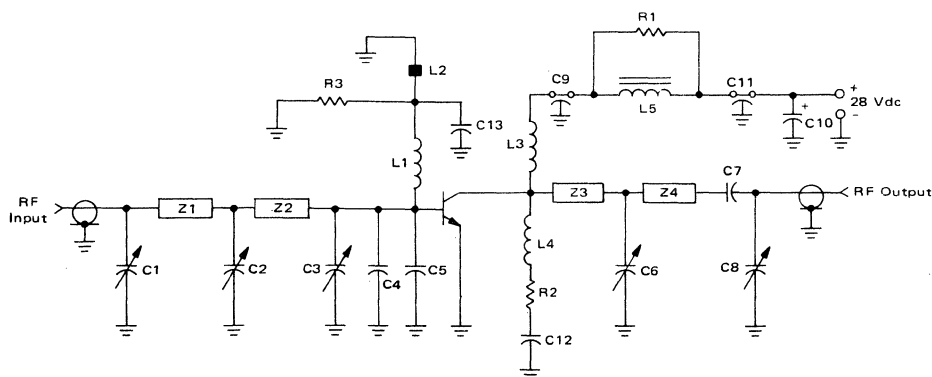 R1
L2
C9
C11
+
28 Vdc
−
R3
+
C10
L5
C13
L3
L1
C7
RF
Input
Z1
Z2
Z3
Z4
RF Output
L4
C1
C2
C3
C4
C5
C6
C8
R2
C12